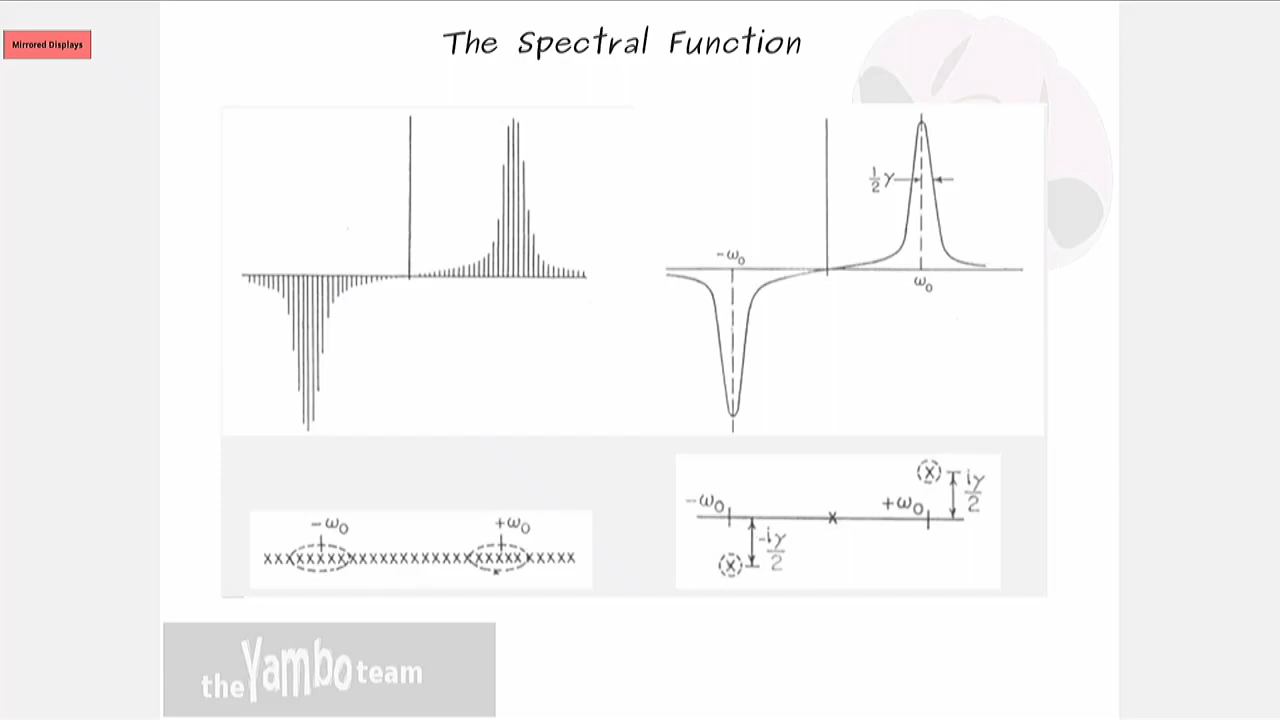 Mirrored Displays
The Spectral Function
½γ
-ω₀
ω₀
-ω₀
+ω₀
xxxxxxxxxxxxxxxxxxxxxxxxxxxxxxxxx
-ω₀
x
+ω₀
(x)
iγ/2
(x)
-iγ/2
the Yambo team